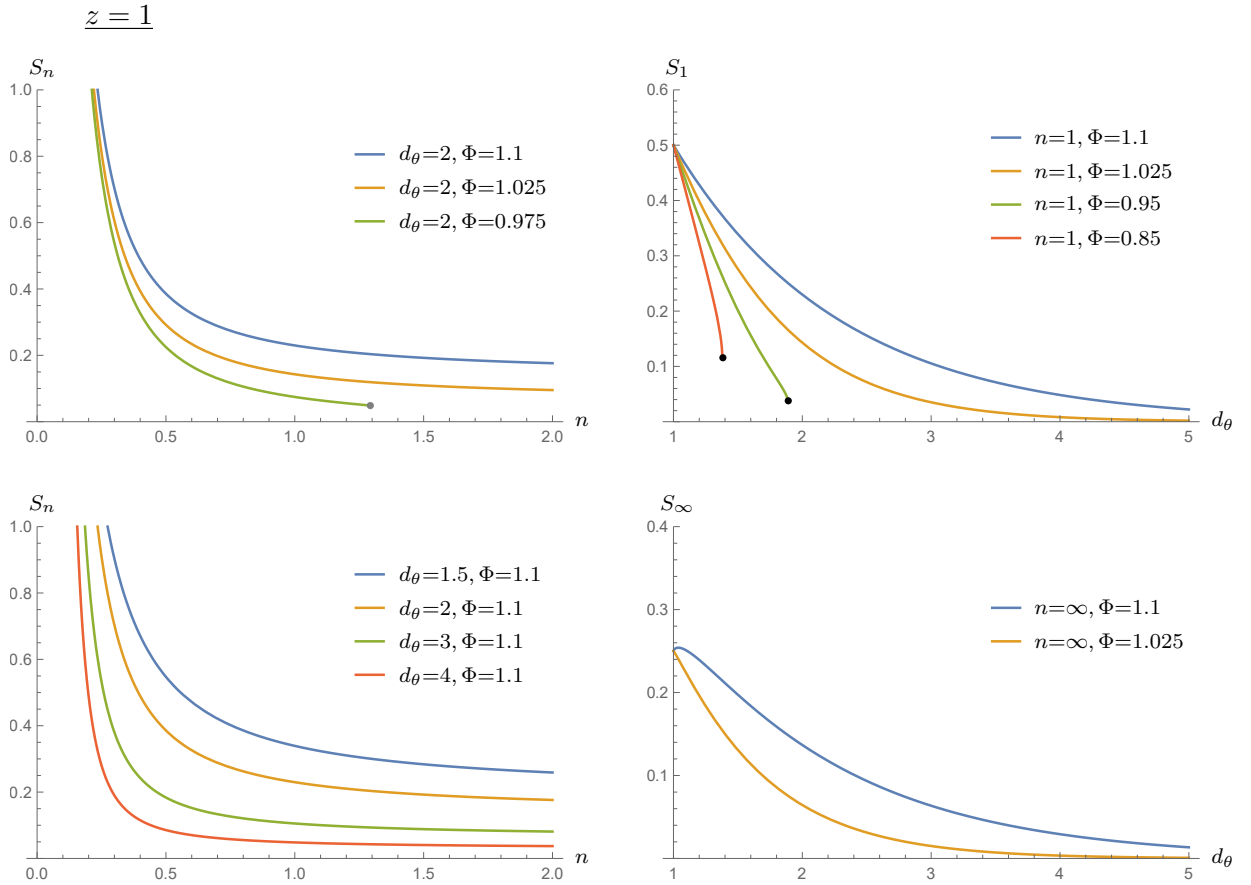 z = 1
S_n
1.0
0.8
0.6
0.4
0.2
0.0 0.5 1.0 1.5 2.0 n
d_θ=2, Φ=1.1
d_θ=2, Φ=1.025
d_θ=2, Φ=0.975
S_1
0.6
0.5
0.4
0.3
0.2
0.1
1 2 3 4 5 d_θ
n=1, Φ=1.1
n=1, Φ=1.025
n=1, Φ=0.95
n=1, Φ=0.85
S_n
1.0
0.8
0.6
0.4
0.2
0.0 0.5 1.0 1.5 2.0 n
d_θ=1.5, Φ=1.1
d_θ=2, Φ=1.1
d_θ=3, Φ=1.1
d_θ=4, Φ=1.1
S_∞
0.4
0.3
0.2
0.1
1 2 3 4 5 d_θ
n=∞, Φ=1.1
n=∞, Φ=1.025